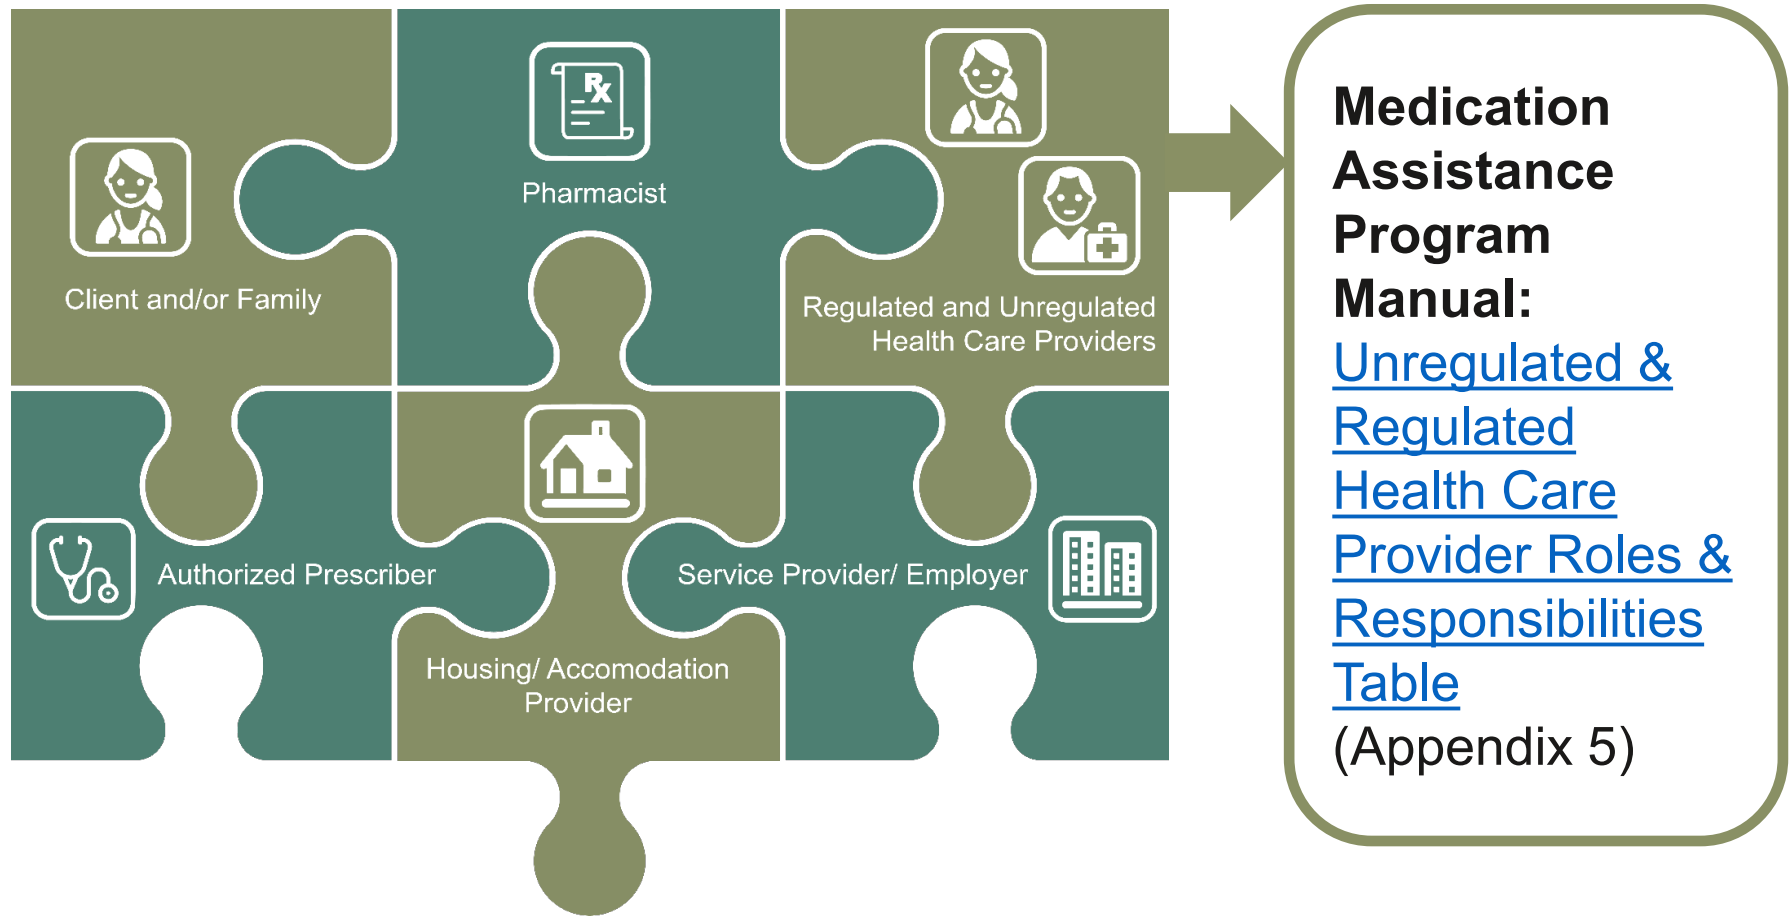 Rx
Pharmacist
Client and/or Family
Regulated and Unregulated
Health Care Providers
Authorized Prescriber
Service Provider/ Employer
Housing/ Accomodation
Provider
Medication
Assistance
Program
Manual:
Unregulated &
Regulated
Health Care
Provider Roles &
Responsibilities
Table
(Appendix 5)